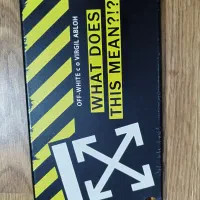 OFF-WHITE c/o VIRGIL ABLOH
WHAT DOES
THIS MEAN?!?